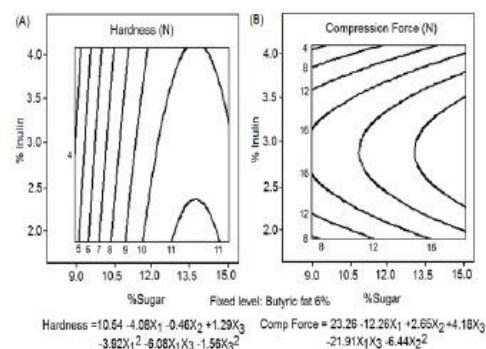 (A) Hardness (N)
4.0
3.5
3.0
2.5
2.0
% Inulin
4
5 6 7 8 9 10 11 11
9.0 10.5 12.0 13.5 15.0
%Sugar
(B) Compression Force (N)
4.0
3.5
3.0
2.5
2.0
% Inulin
4
8
12
16
16
12
8
8 12 16
9.0 10.5 12.0 13.5 15.0
%Sugar
Fixed level: Butyric fat 6%
Hardness =10.54 -4.08X1 -0.46X2 +1.29X3
-3.92X1² -6.08X1X3 -1.56X3²
Comp Force = 23.26 -12.26X1 +2.65X2 +4.18X3
-21.91X1X3 -6.44X2²